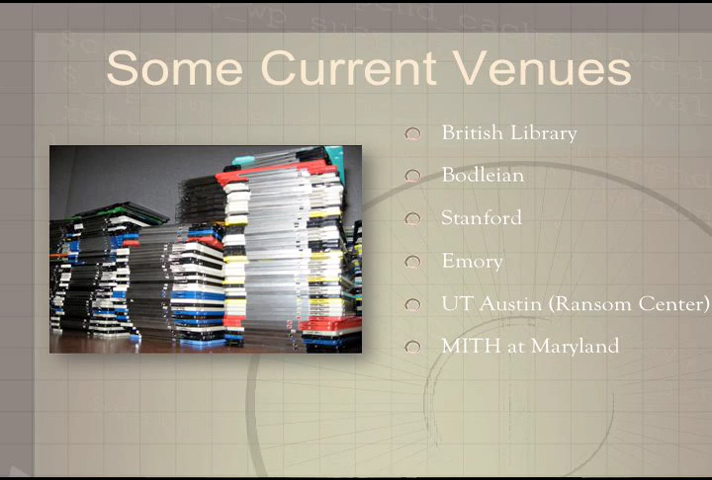 Some Current Venues
British Library
Bodleian
Stanford
Emory
UT Austin (Ransom Center)
MITH at Maryland